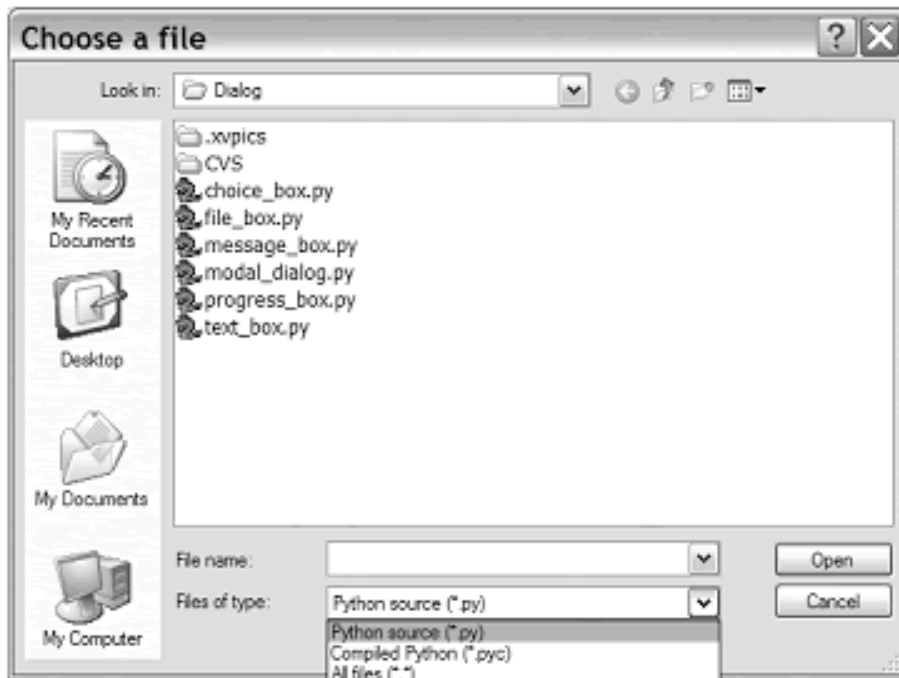 Choose a file
Look in: Dialog
.xvpics
CVS
choice_box.py
file_box.py
message_box.py
modal_dialog.py
progress_box.py
text_box.py
My Recent
Documents
Desktop
My Documents
My Computer
File name:
Open
Files of type: Python source (*.py)
Cancel
Python source (*.py)
Compiled Python (*.pyc)
All files (*.*)